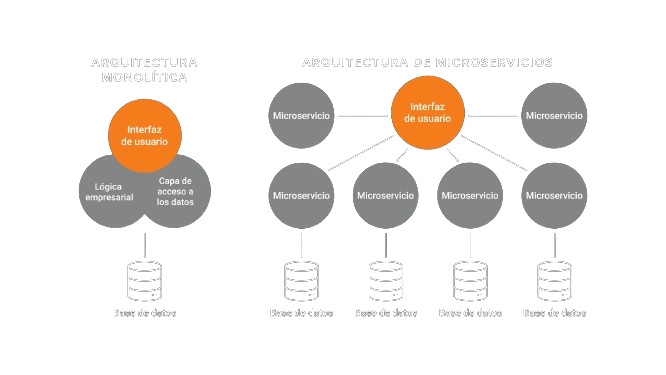 ARQUITECTURA
MONOLÍTICA
Interfaz
de usuario
Lógica
empresarial
Capa de
acceso a
los datos
Base de datos
ARQUITECTURA DE MICROSERVICIOS
Microservicio
Interfaz
de usuario
Microservicio
Microservicio
Microservicio
Microservicio
Microservicio
Base de datos
Base de datos
Base de datos
Base de datos